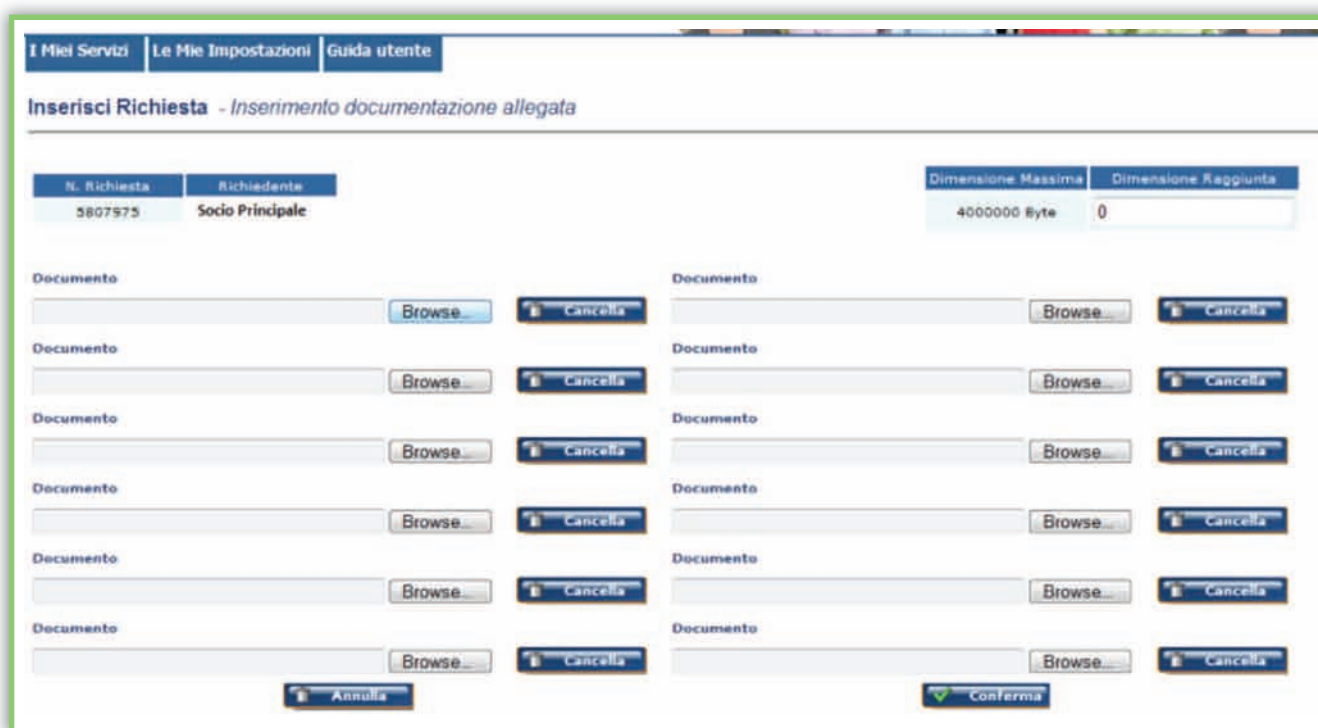 I Miei Servizi Le Mie Impostazioni Guida utente
Inserisci Richiesta - Inserimento documentazione allegata
N. Richiesta Richiedente Dimensione Massima Dimensione Raggiunta
5807975 Socio Principale 4000000 Byte 0
Documento Documento
Browse... Cancella Browse... Cancella
Documento Documento
Browse... Cancella Browse... Cancella
Documento Documento
Browse... Cancella Browse... Cancella
Documento Documento
Browse... Cancella Browse... Cancella
Documento Documento
Browse... Cancella Browse... Cancella
Documento Documento
Browse... Cancella Browse... Cancella
Annulla Conferma